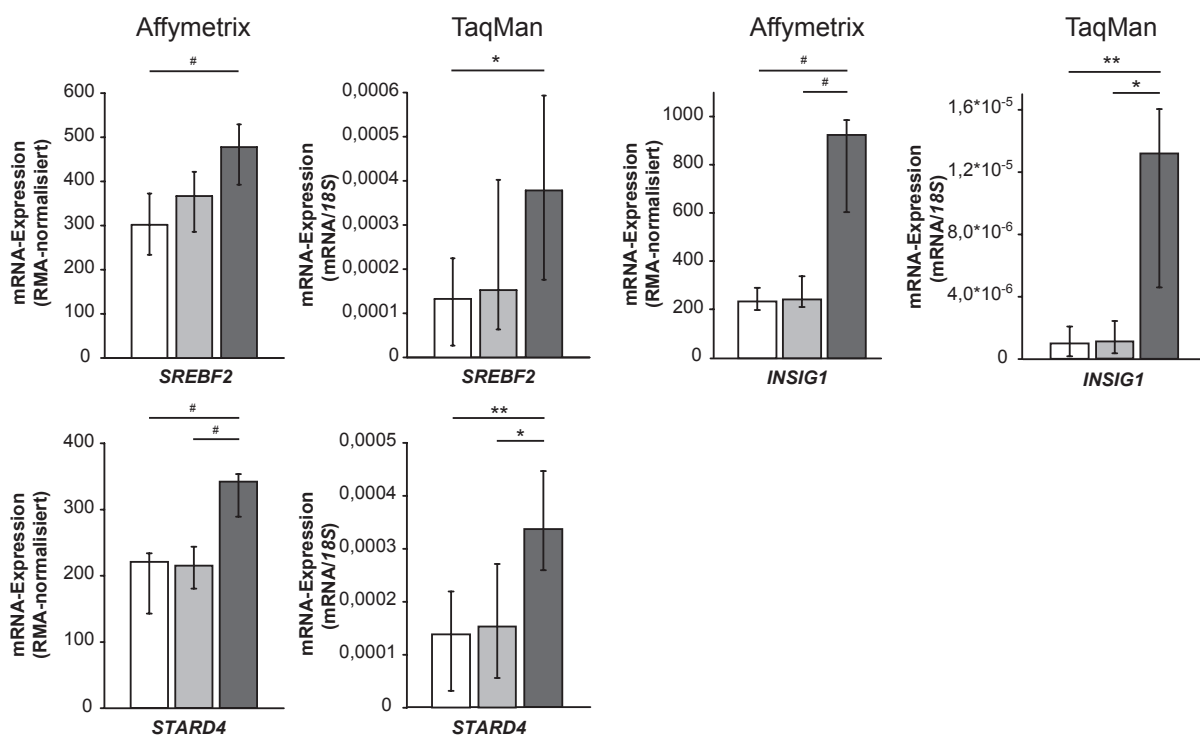 Affymetrix
#
mRNA-Expression
(RMA-normalisiert)
600
500
400
300
200
100
0
SREBF2
TaqMan
*
mRNA-Expression
(mRNA/18S)
0,0006
0,0004
0,0002
0,0001
0
SREBF2
Affymetrix
#
#
mRNA-Expression
(RMA-normalisiert)
1000
800
600
400
200
0
INSIG1
TaqMan
**
*
mRNA-Expression
(mRNA/18S)
1,6*10-5
1,2*10-5
8,0*10-6
4,0*10-6
0
INSIG1
#
#
mRNA-Expression
(RMA-normalisiert)
400
300
200
100
0
STARD4
**
*
mRNA-Expression
(mRNA/18S)
0,0005
0,0004
0,0003
0,0002
0,0001
0
STARD4